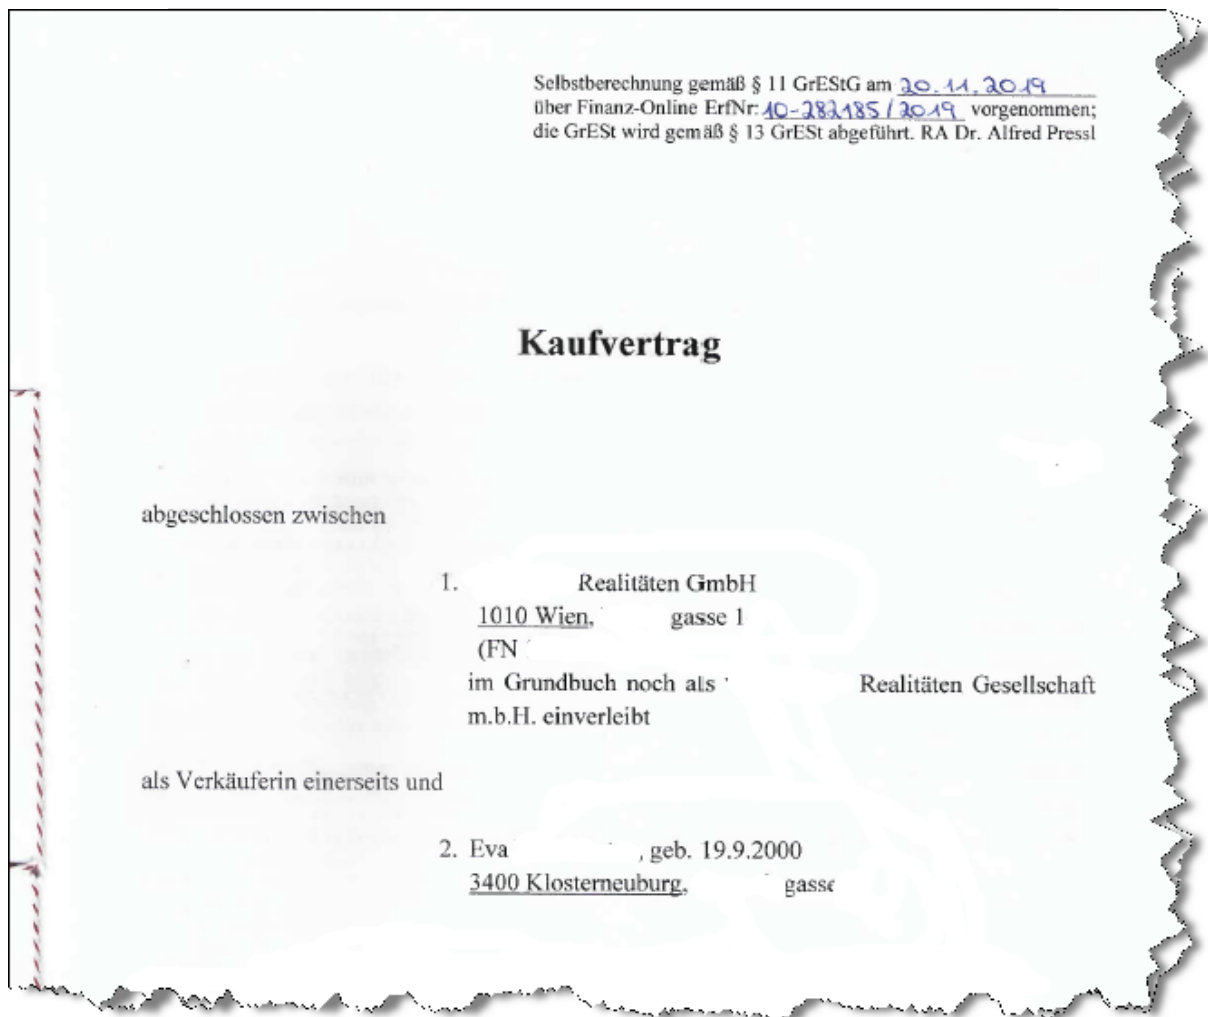 Selbstberechnung gemäß § 11 GrEStG am 20.11.2019
über Finanz-Online ErfNr: 10-282185/2019 vorgenommen;
die GrESt wird gemäß § 13 GrESt abgeführt. RA Dr. Alfred Pressl
Kaufvertrag
abgeschlossen zwischen
1. Realitäten GmbH
1010 Wien, gasse 1
(FN
im Grundbuch noch als Realitäten Gesellschaft
m.b.H. einverleibt
als Verkäuferin einerseits und
2. Eva , geb. 19.9.2000
3400 Klosterneuburg, gasse